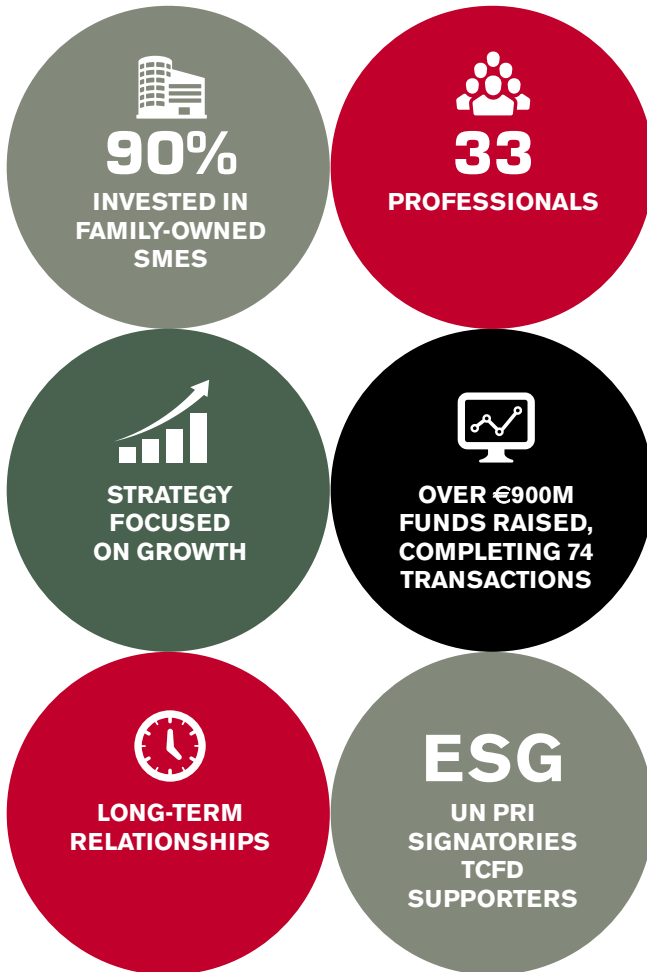 90%
INVESTED IN
FAMILY-OWNED
SMES
33
PROFESSIONALS
STRATEGY
FOCUSED
ON GROWTH
OVER €900M
FUNDS RAISED,
COMPLETING 74
TRANSACTIONS
LONG-TERM
RELATIONSHIPS
ESG
UN PRI
SIGNATORIES
TCFD
SUPPORTERS